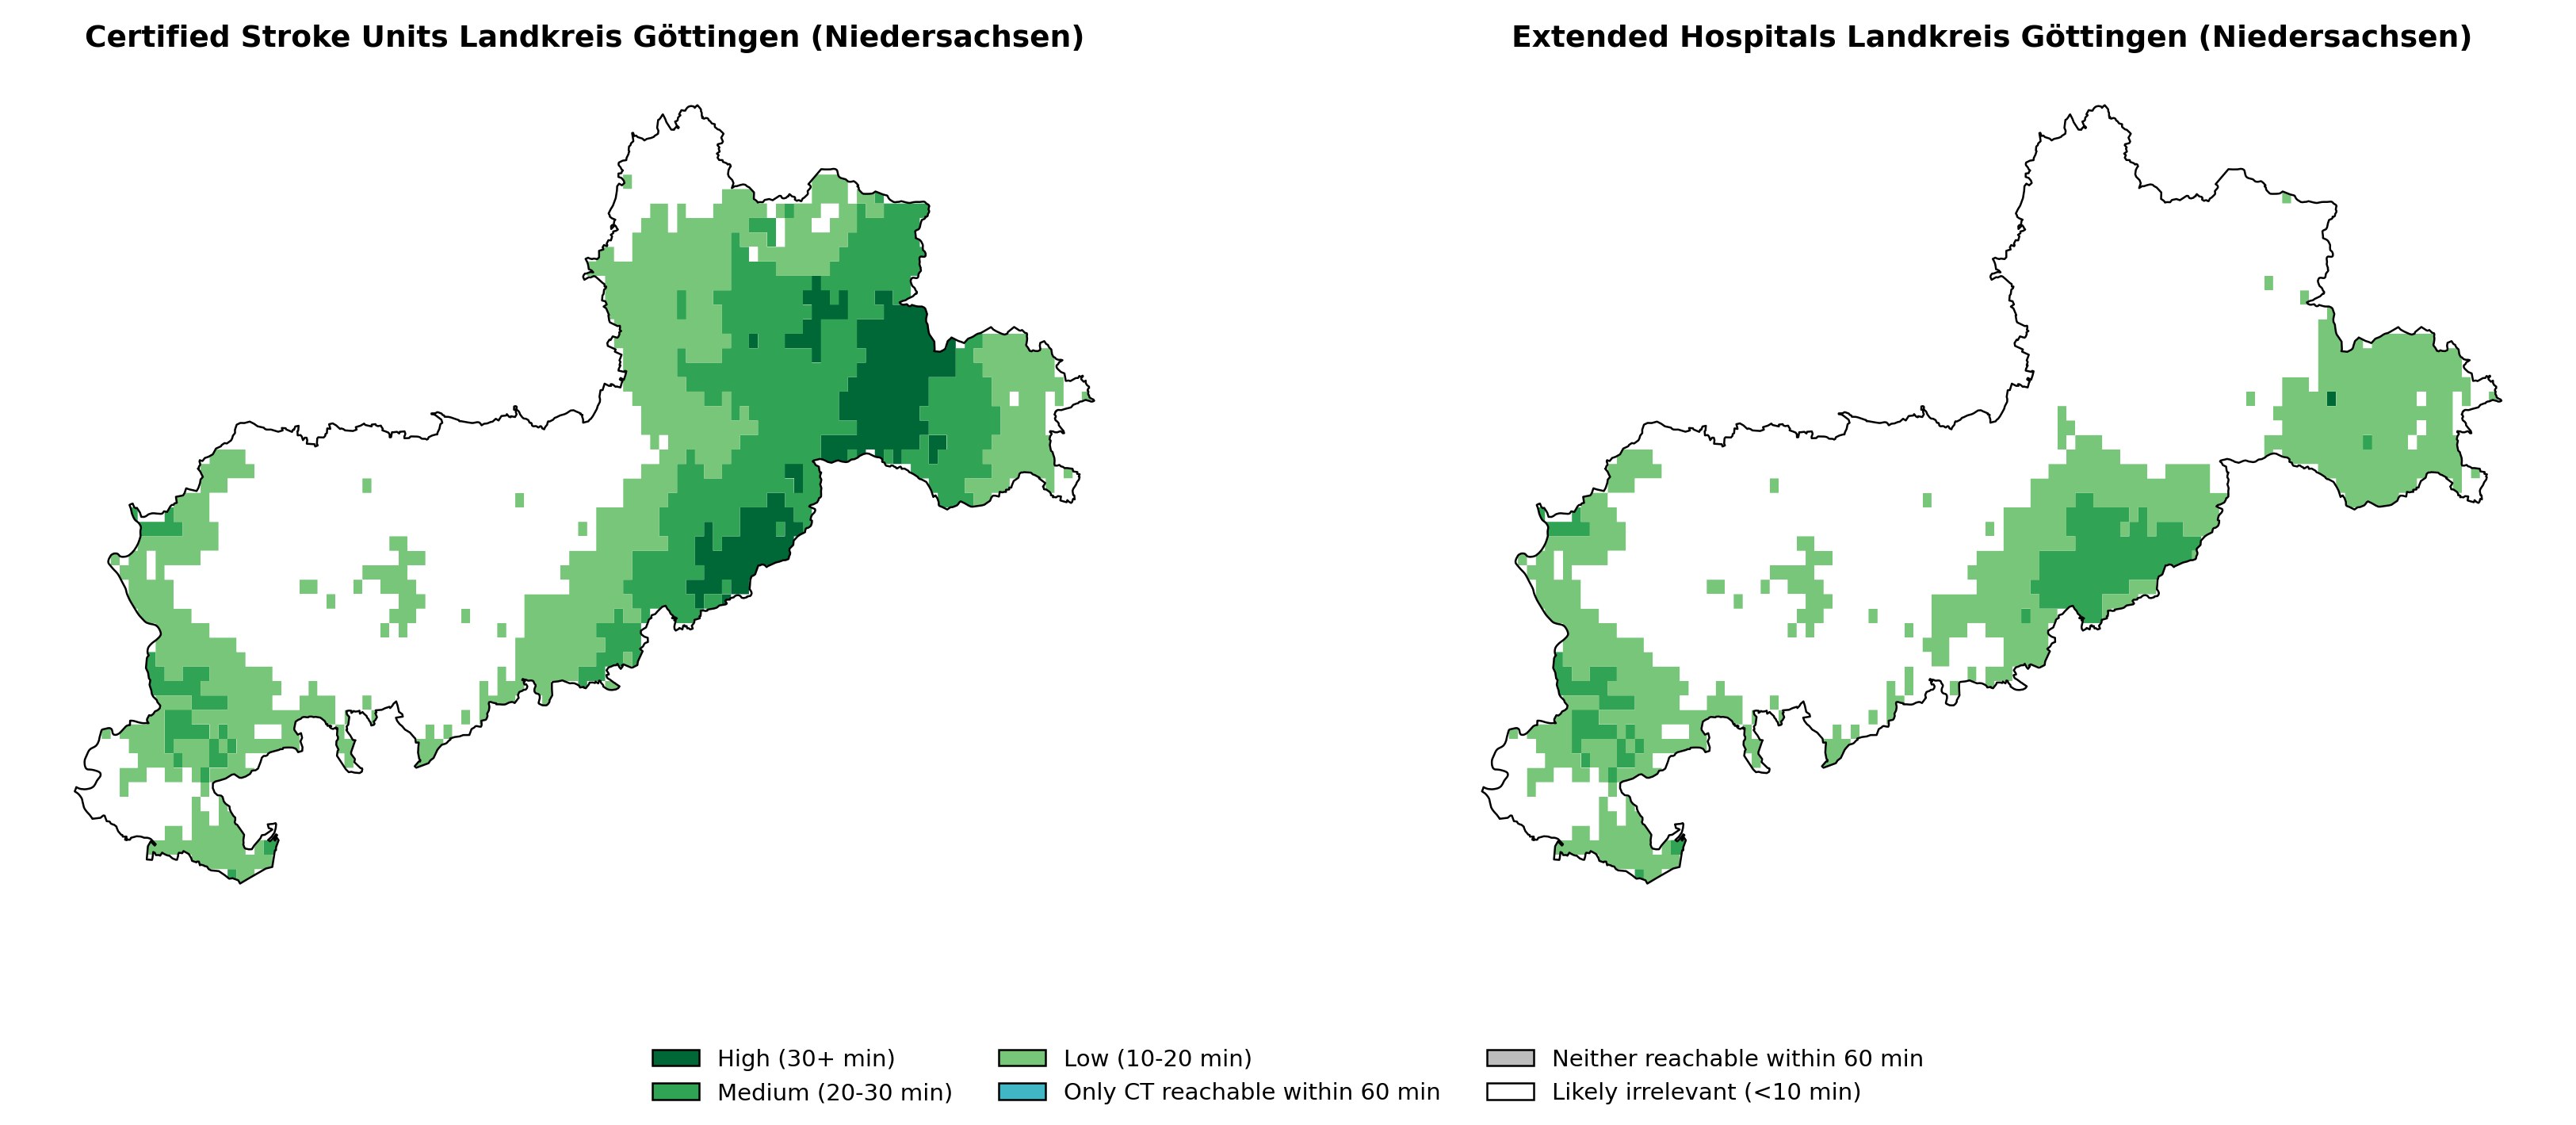 Certified Stroke Units Landkreis Göttingen (Niedersachsen)
Extended Hospitals Landkreis Göttingen (Niedersachsen)
High (30+ min)
Medium (20-30 min)
Low (10-20 min)
Only CT reachable within 60 min
Neither reachable within 60 min
Likely irrelevant (<10 min)